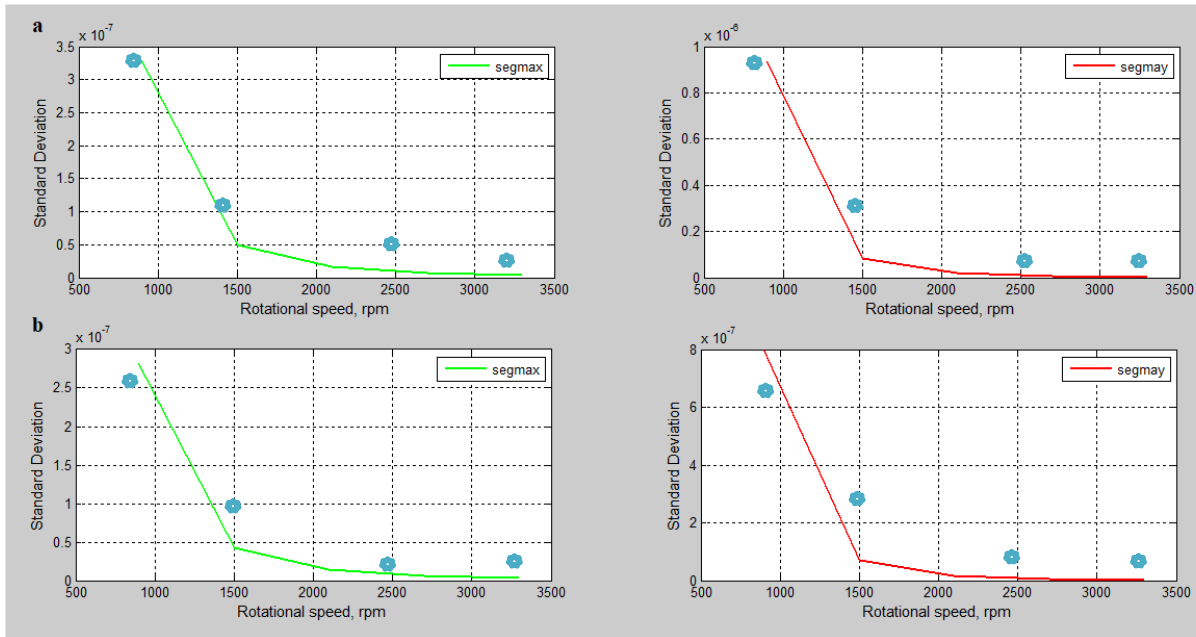 a
x 10^-7
3.5
3
2.5
2
1.5
1
0.5
0
Standard Deviation
segmax
500 1000 1500 2000 2500 3000 3500
Rotational speed, rpm
x 10^-6
1
0.8
0.6
0.4
0.2
0
Standard Deviation
segmay
500 1000 1500 2000 2500 3000 3500
Rotational speed, rpm
b
x 10^-7
3
2.5
2
1.5
1
0.5
0
Standard Deviation
segmax
500 1000 1500 2000 2500 3000 3500
Rotational speed, rpm
x 10^-7
8
6
4
2
0
Standard Deviation
segmay
500 1000 1500 2000 2500 3000 3500
Rotational speed, rpm